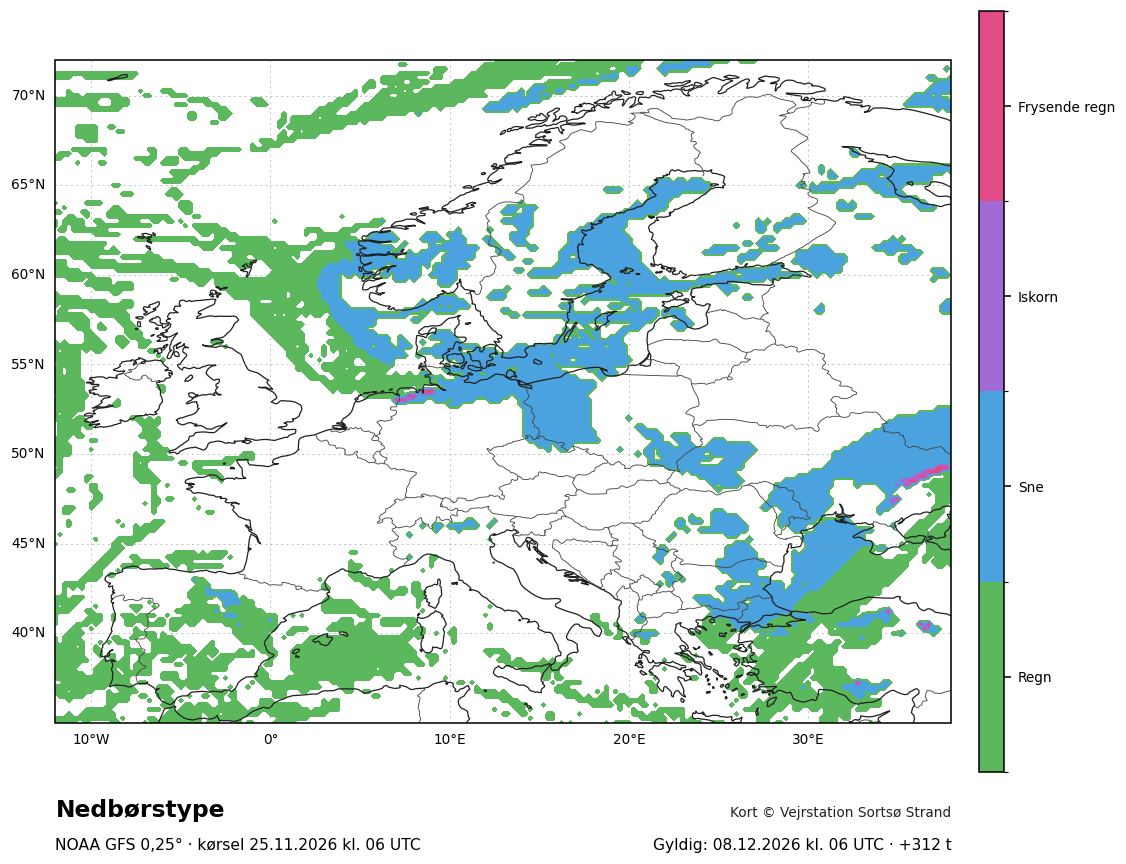 Frysende regn
70°N
65°N
Iskorn
60°N
55°N
Sne
50°N
45°N
40°N
Regn
10°W 0° 10°E 20°E 30°E
Nedbørstype
Kort © Vejrstation Sortsø Strand
NOAA GFS 0,25° · kørsel 25.11.2026 kl. 06 UTC
Gyldig: 08.12.2026 kl. 06 UTC · +312 t